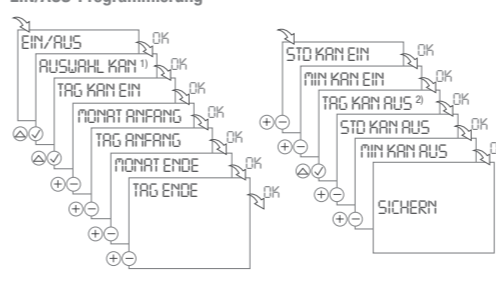 EIN/AUS-Programmierung
EIN/AUS
OK
AUSWAHL KAN 1)
OK
TAG KAN EIN
OK
MONAT ANFANG
OK
TAG ANFANG
OK
MONAT ENDE
OK
TAG ENDE
OK
STD KAN EIN
OK
MIN KAN EIN
OK
TAG KAN AUS 2)
OK
STD KAN AUS
OK
MIN KAN AUS
SICHERN